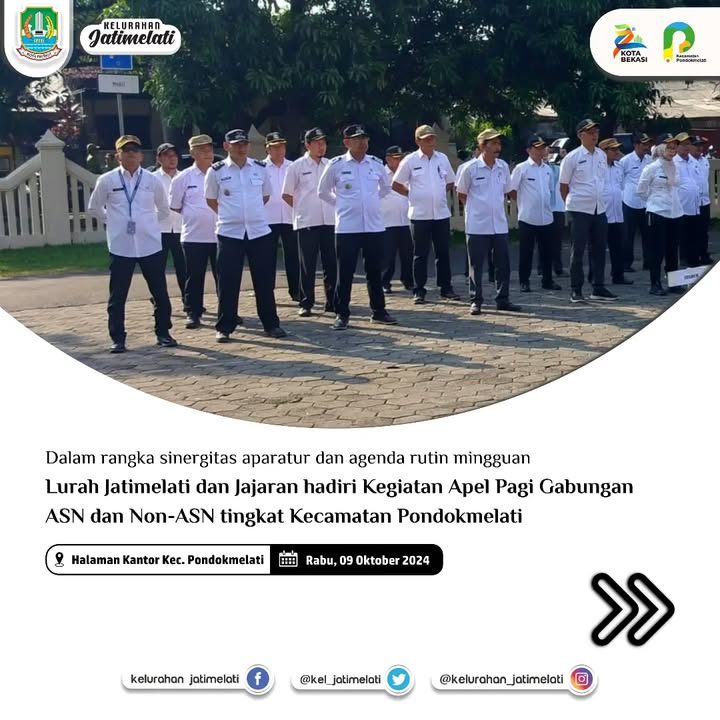 KELURAHAN
Jatimelati
KOTA BEKASI
Kecamatan
Pondokmelati
Dalam rangka sinergitas aparatur dan agenda rutin mingguan
Lurah Jatimelati dan Jajaran hadiri Kegiatan Apel Pagi Gabungan
ASN dan Non-ASN tingkat Kecamatan Pondokmelati
Halaman Kantor Kec. Pondokmelati
Rabu, 09 Oktober 2024
kelurahan jatimelati
@kel_jatimelati
@kelurahan_jatimelati